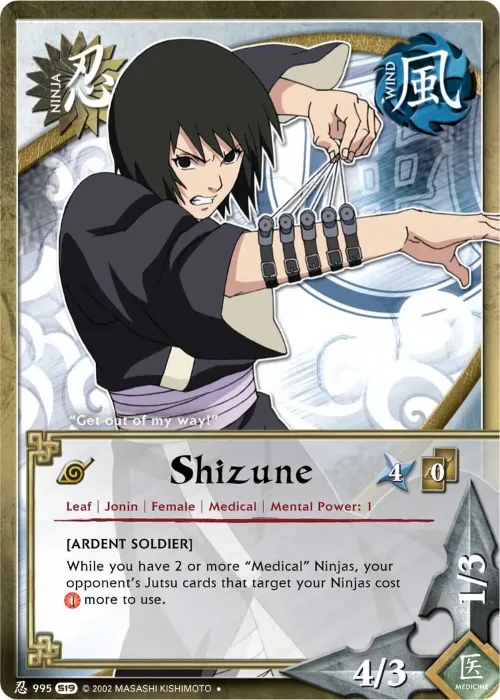 NINJA 忍
WIND 風
"Get out of my way!"
Shizune
4 0
Leaf | Jonin | Female | Medical | Mental Power: 1
[ARDENT SOLDIER]
While you have 2 or more "Medical" Ninjas, your
opponent's Jutsu cards that target your Ninjas cost
1 more to use.
1/3
4/3
医
MEDICINE
忍 995 S19 © 2002 MASASHI KISHIMOTO •